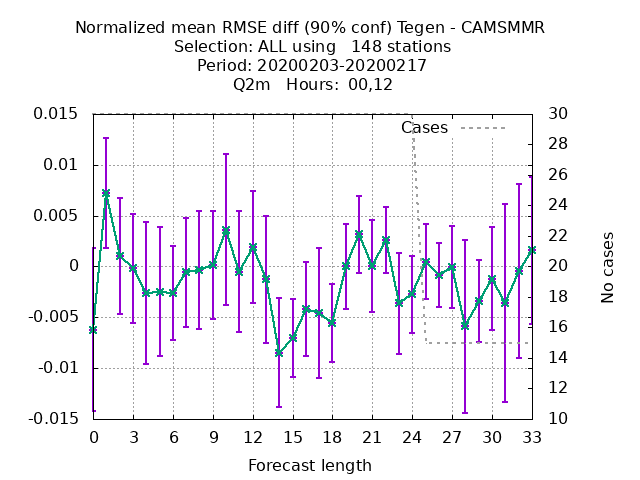 Normalized mean RMSE diff (90% conf) Tegen - CAMSMMR
Selection: ALL using   148 stations
Period: 20200203-20200217
Q2m   Hours: 00,12
0.015
0.01
0.005
0
-0.005
-0.01
-0.015
Cases
30
28
26
24
22
20
18
16
14
12
10
No cases
0 3 6 9 12 15 18 21 24 27 30 33
Forecast length